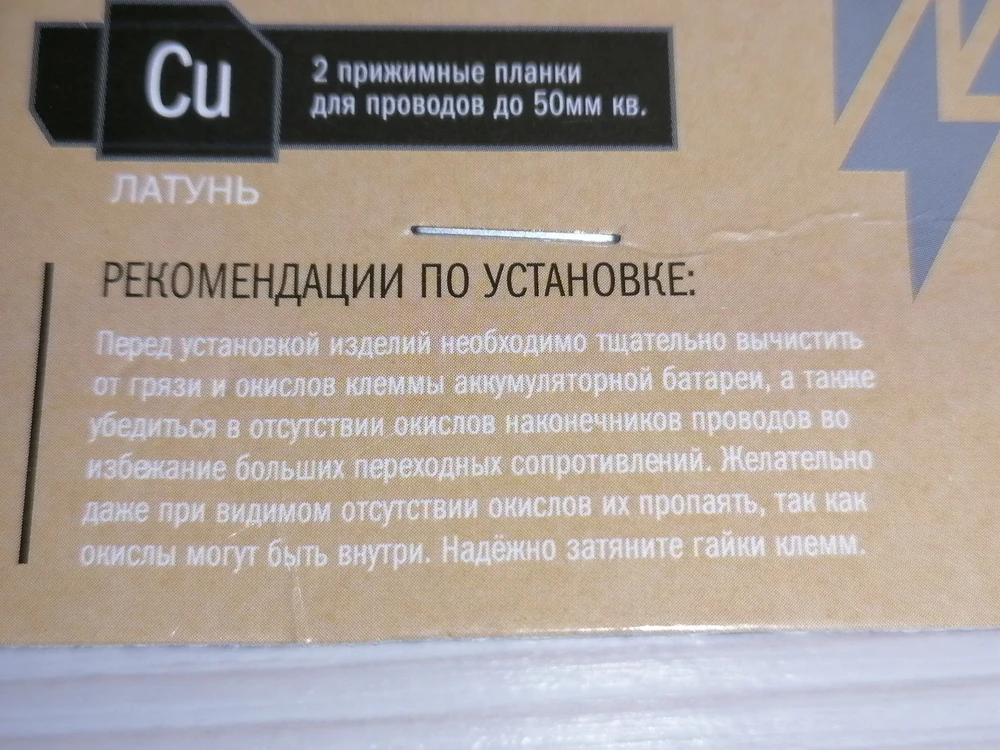 Cu
2 прижимные планки
для проводов до 50мм кв.
ЛАТУНЬ
РЕКОМЕНДАЦИИ ПО УСТАНОВКЕ:
Перед установкой изделий необходимо тщательно вычистить
от грязи и окислов клеммы аккумуляторной батареи, а также
убедиться в отсутствии окислов наконечников проводов во
избежание больших переходных сопротивлений. Желательно
даже при видимом отсутствии окислов их пропаять, так как
окислы могут быть внутри. Надёжно затяните гайки клемм.